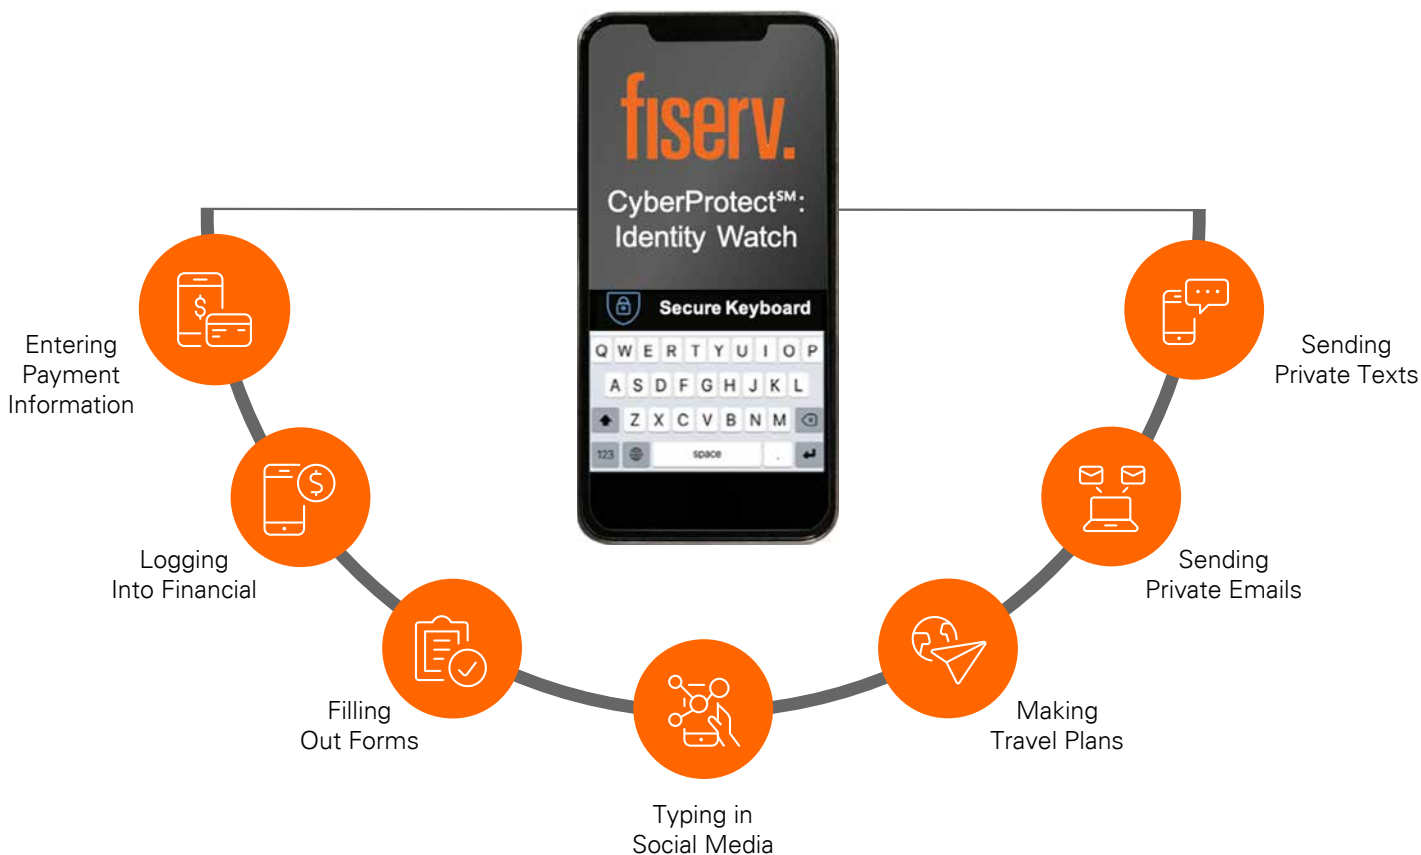 fiserv.
CyberProtect℠:
Identity Watch
Secure Keyboard
Q W E R T Y U I O P
A S D F G H J K L
Z X C V B N M
123 space .
Entering
Payment
Information
Logging
Into Financial
Filling
Out Forms
Typing in
Social Media
Making
Travel Plans
Sending
Private Emails
Sending
Private Texts
$
$